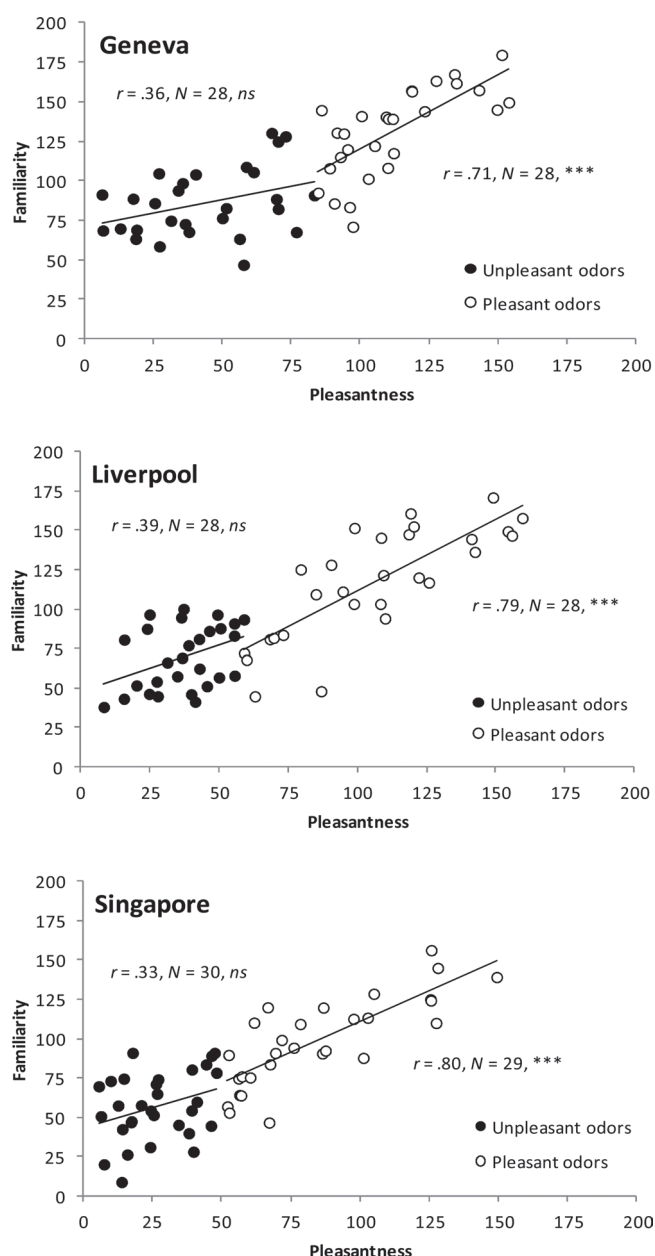 Geneva
200
175
150
125
100
75
50
25
0
Familiarity
r = .36, N = 28, ns
r = .71, N = 28, ***
Unpleasant odors
Pleasant odors
0 25 50 75 100 125 150 175 200
Pleasantness
Liverpool
200
175
150
125
100
75
50
25
0
Familiarity
r = .39, N = 28, ns
r = .79, N = 28, ***
Unpleasant odors
Pleasant odors
0 25 50 75 100 125 150 175 200
Pleasantness
Singapore
200
175
150
125
100
75
50
25
0
Familiarity
r = .33, N = 30, ns
r = .80, N = 29, ***
Unpleasant odors
Pleasant odors
0 25 50 75 100 125 150 175 200
Pleasantness